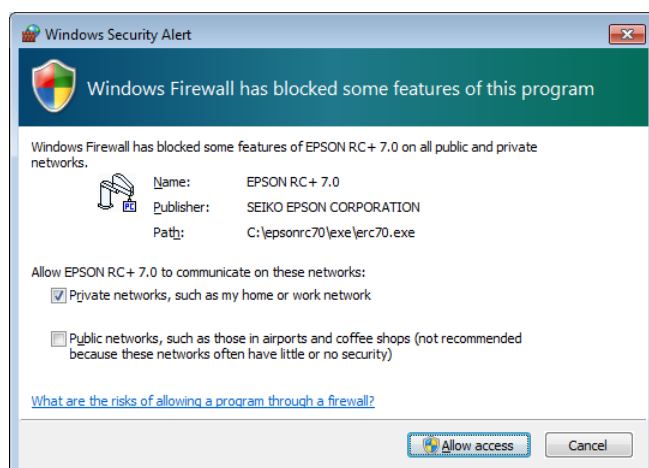 Windows Security Alert
Windows Firewall has blocked some features of this program
Windows Firewall has blocked some features of EPSON RC+ 7.0 on all public and private
networks.
Name: EPSON RC+ 7.0
PC
Publisher: SEIKO EPSON CORPORATION
Path: C:\epsonrc70\exe\erc70.exe
Allow EPSON RC+ 7.0 to communicate on these networks:
Private networks, such as my home or work network
Public networks, such as those in airports and coffee shops (not recommended
because these networks often have little or no security)
What are the risks of allowing a program through a firewall?
Allow access Cancel